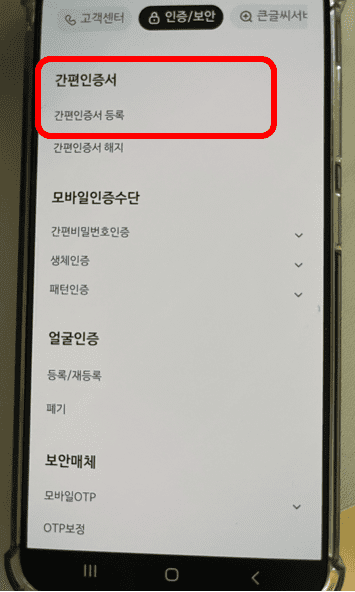 고객센터 인증/보안 큰글씨서비
간편인증서
간편인증서 등록
간편인증서 해지
모바일인증수단
간편비밀번호인증
생체인증
패턴인증
얼굴인증
등록/재등록
폐기
보안매체
모바일OTP
OTP보정